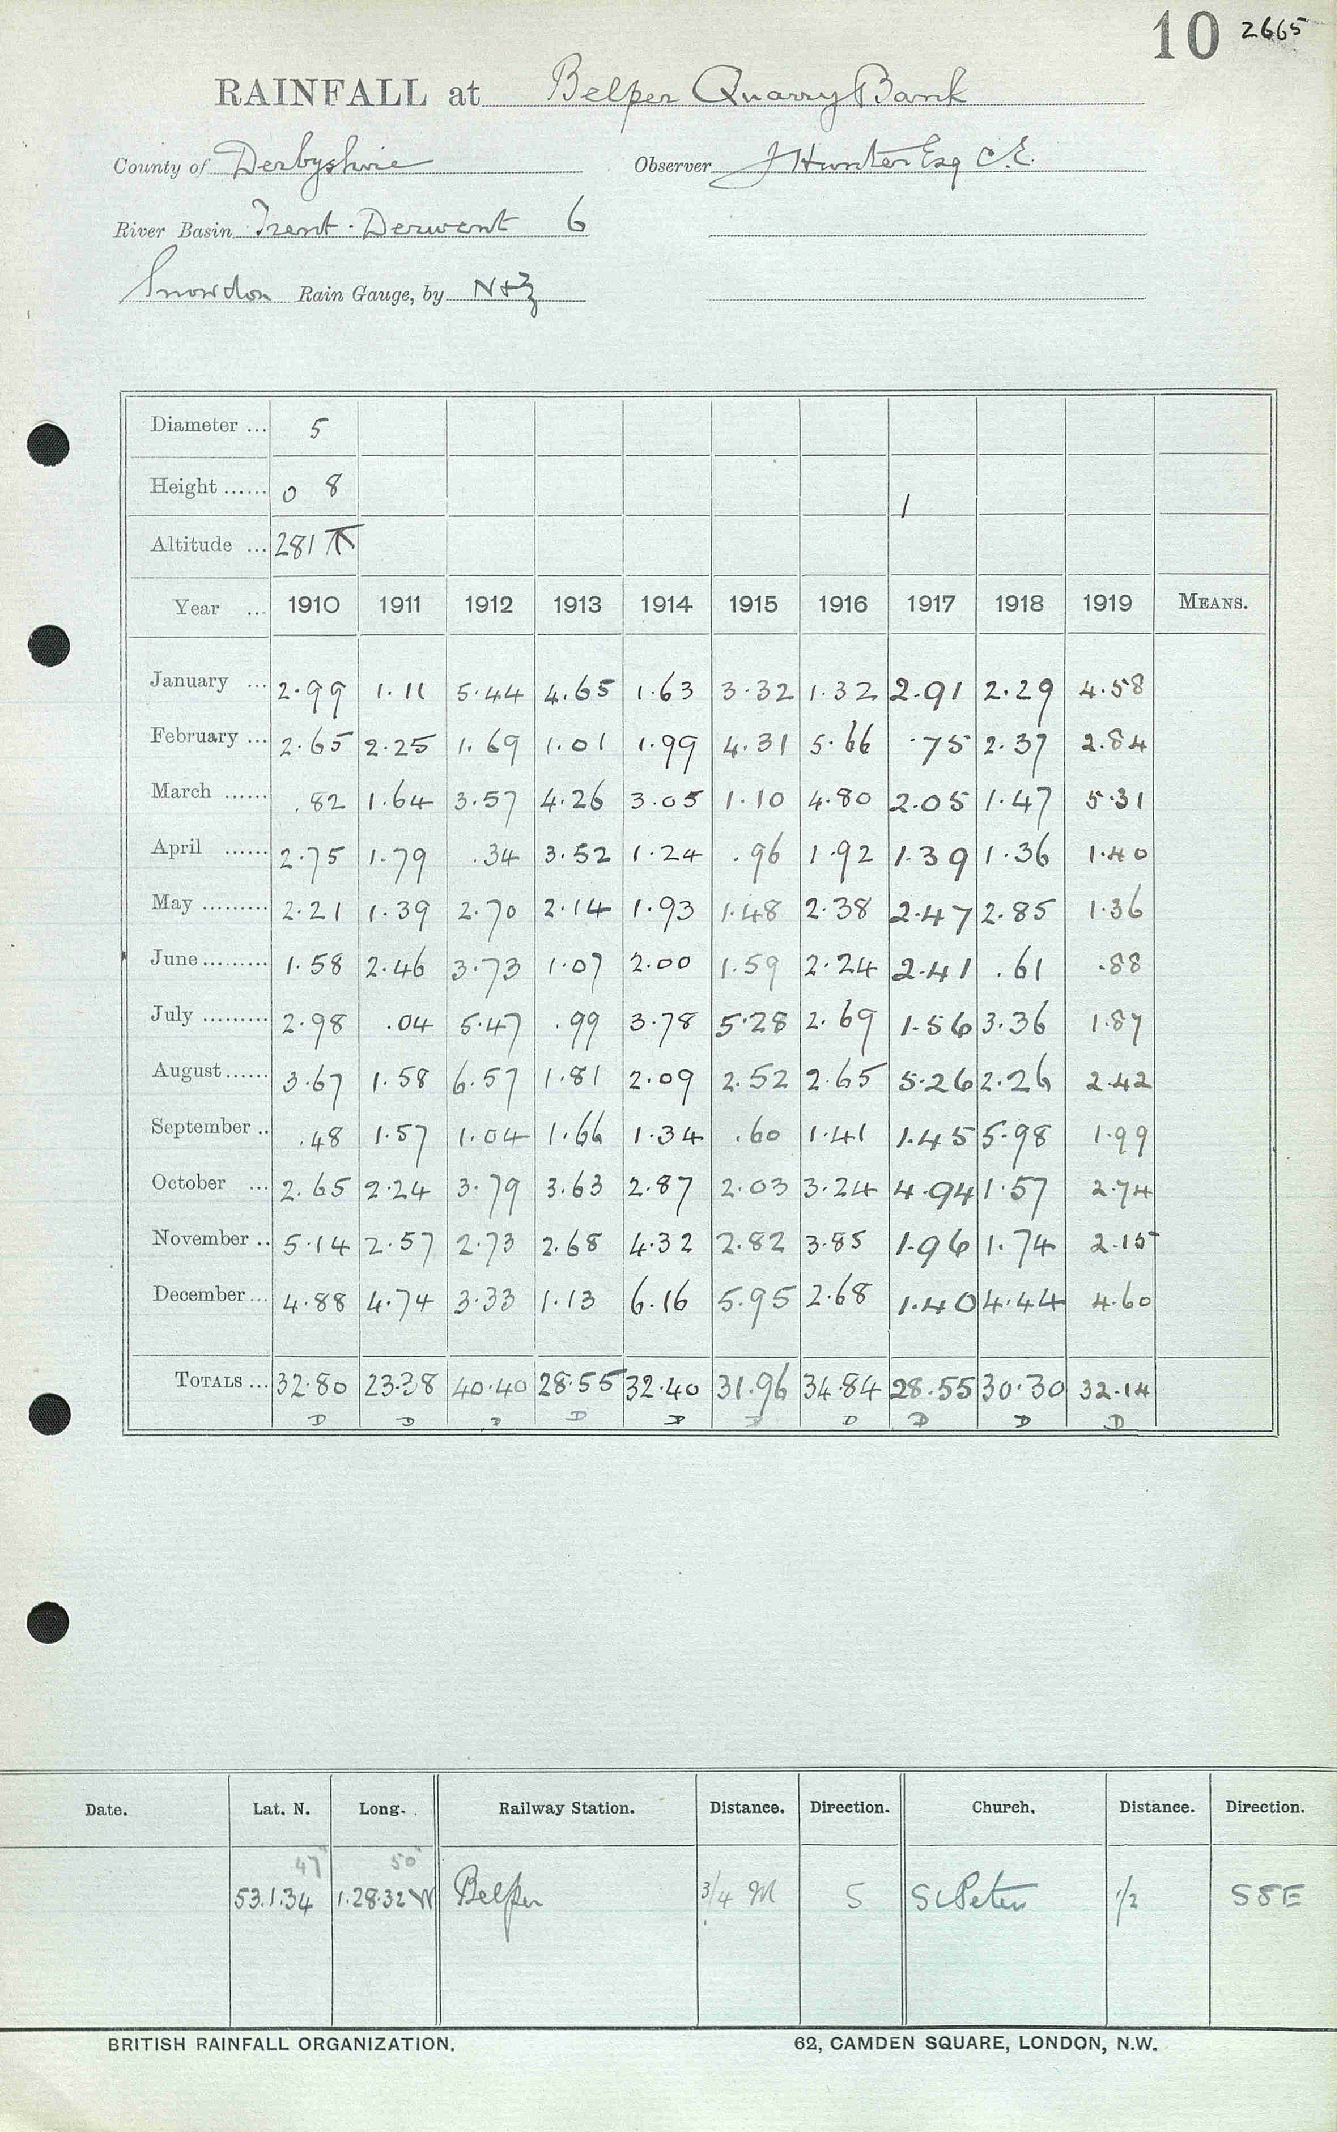 10 2665
RAINFALL at Belper Quarry Bank
County of Derbyshire Observer J Hunter Esq C.E.
River Basin Trent. Derwent 6
Snowdon Rain Gauge, by N+Z
Diameter ... 5
Height ...... 0 8 1
Altitude ... 281
Year ... 1910 1911 1912 1913 1914 1915 1916 1917 1918 1919 MEANS.
January ... 2.99 1.11 5.44 4.65 1.63 3.32 1.32 2.91 2.29 4.58
February ... 2.65 2.25 1.69 1.01 1.99 4.31 5.66 .75 2.37 2.84
March ...... .82 1.64 3.57 4.26 3.05 1.10 4.80 2.05 1.47 5.31
April ...... 2.75 1.79 .34 3.52 1.24 .96 1.92 1.39 1.36 1.40
May ......... 2.21 1.39 2.70 2.14 1.93 1.48 2.38 2.47 2.85 1.36
June ......... 1.58 2.46 3.73 1.07 2.00 1.59 2.24 2.41 .61 .88
July ......... 2.98 .04 5.47 .99 3.78 5.28 2.69 1.56 3.36 1.87
August ...... 3.67 1.58 6.57 1.81 2.09 2.52 2.65 5.26 2.26 2.42
September .. .48 1.57 1.04 1.66 1.34 .60 1.41 1.45 5.98 1.99
October ... 2.65 2.24 3.79 3.63 2.87 2.03 3.24 4.94 1.57 2.74
November .. 5.14 2.57 2.73 2.68 4.32 2.82 3.85 1.96 1.74 2.15
December ... 4.88 4.74 3.33 1.13 6.16 5.95 2.68 1.40 4.44 4.60
TOTALS ... 32.80 23.38 40.40 28.55 32.40 31.96 34.84 28.55 30.30 32.14
D D D D D D D D D D
Date. Lat. N. Long. Railway Station. Distance. Direction. Church. Distance. Direction.
47" 50"
53.1.34 1.28.32 W Belper 3/4 M S St Peter 1/2 SSE
BRITISH RAINFALL ORGANIZATION. 62, CAMDEN SQUARE, LONDON, N.W.